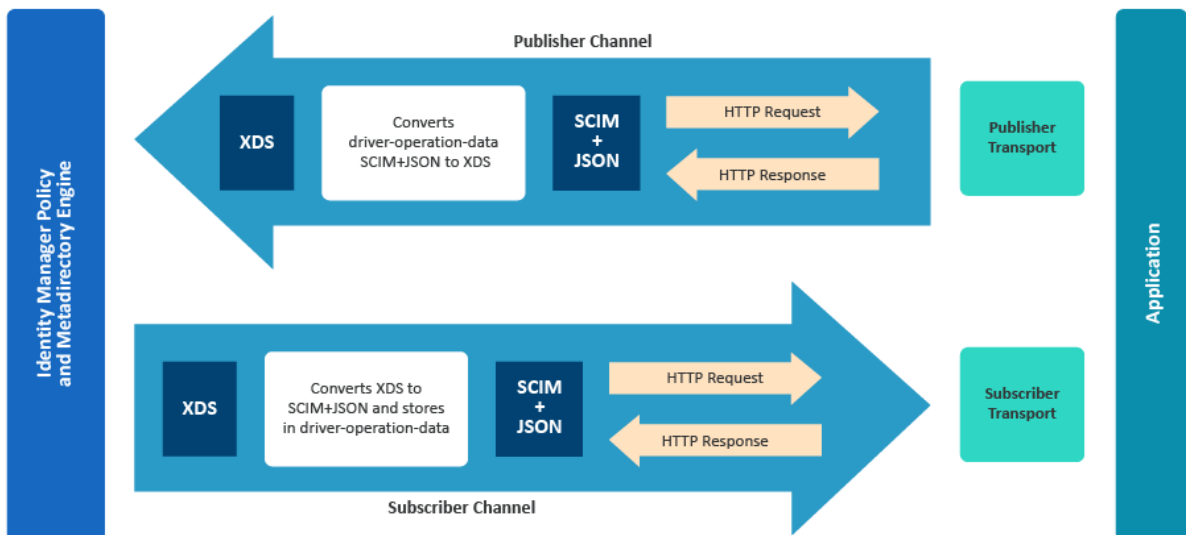 Identity Manager Policy
and Metadirectory Engine
Publisher Channel
XDS
Converts
driver-operation-data
SCIM+JSON to XDS
SCIM
+
JSON
HTTP Request
HTTP Response
Publisher
Transport
Application
XDS
Converts XDS to
SCIM+JSON and stores
in driver-operation-data
SCIM
+
JSON
HTTP Request
HTTP Response
Subscriber
Transport
Subscriber Channel